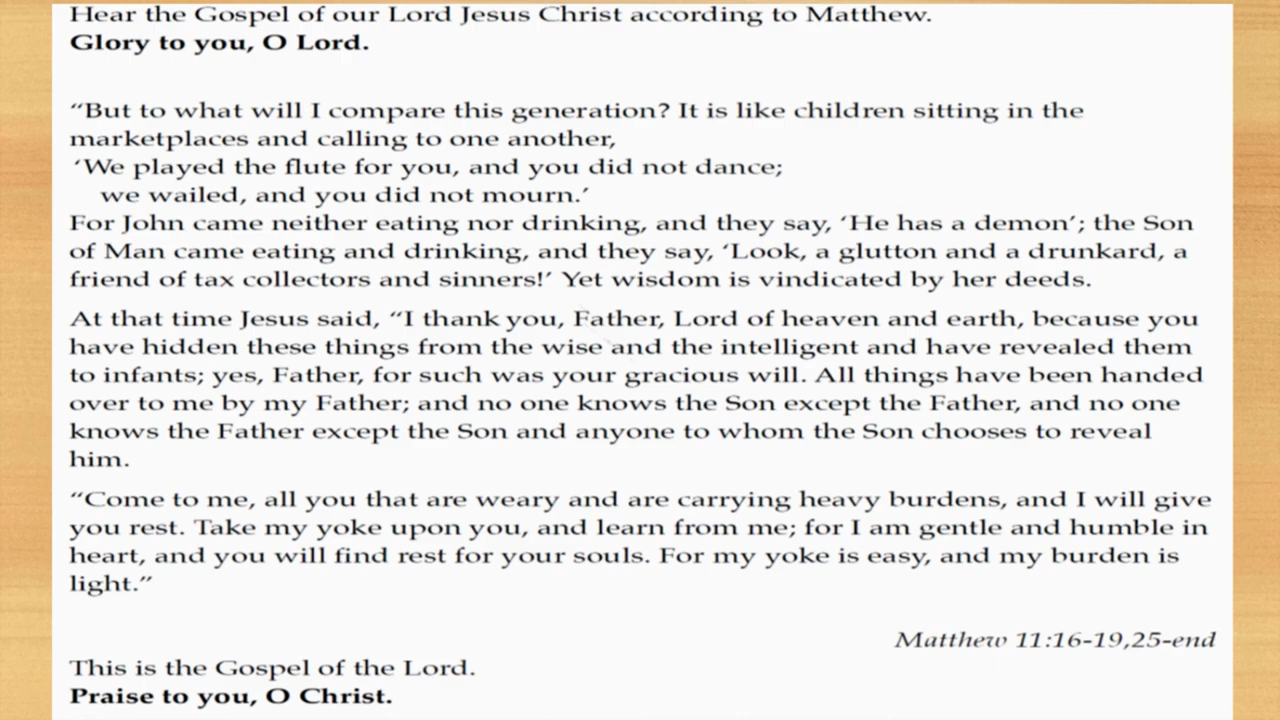 Hear the Gospel of our Lord Jesus Christ according to Matthew.
Glory to you, O Lord.
“But to what will I compare this generation? It is like children sitting in the
marketplaces and calling to one another,
‘We played the flute for you, and you did not dance;
we wailed, and you did not mourn.’
For John came neither eating nor drinking, and they say, ‘He has a demon’; the Son
of Man came eating and drinking, and they say, ‘Look, a glutton and a drunkard, a
friend of tax collectors and sinners!’ Yet wisdom is vindicated by her deeds.
At that time Jesus said, “I thank you, Father, Lord of heaven and earth, because you
have hidden these things from the wise and the intelligent and have revealed them
to infants; yes, Father, for such was your gracious will. All things have been handed
over to me by my Father; and no one knows the Son except the Father, and no one
knows the Father except the Son and anyone to whom the Son chooses to reveal
him.
“Come to me, all you that are weary and are carrying heavy burdens, and I will give
you rest. Take my yoke upon you, and learn from me; for I am gentle and humble in
heart, and you will find rest for your souls. For my yoke is easy, and my burden is
light.”
Matthew 11:16-19,25-end
This is the Gospel of the Lord.
Praise to you, O Christ.